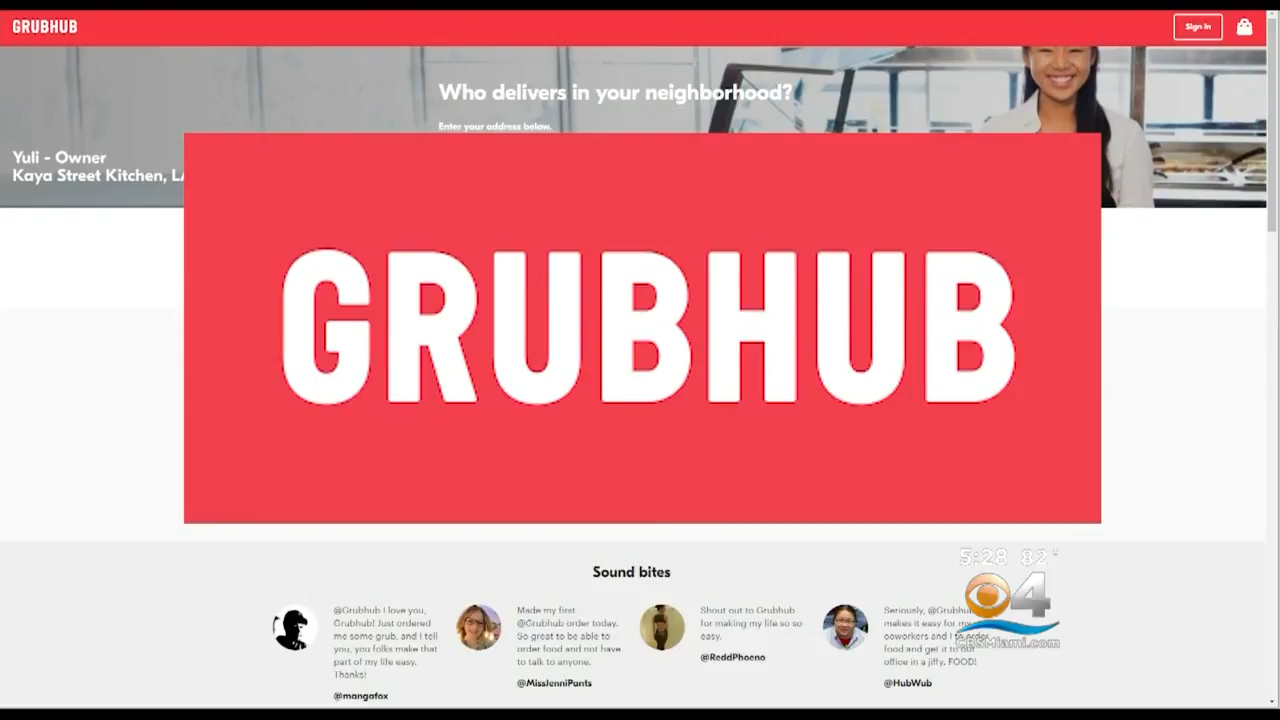 GRUBHUB
Sign in
Who delivers in your neighborhood?
Enter your address below.
Yuli - Owner
Kaya Street Kitchen, LA
GRUBHUB
Sound bites
@Grubhub I love you,
Grubhub! Just ordered
me some grub, and I tell
you, you folks make that
part of my life easy.
Thanks!
@mangafox
Made my first
@Grubhub order today.
So great to be able to
order food and not have
to talk to anyone.
@MissJenniPants
Shout out to Grubhub
for making my life so so
easy.
@ReddPhoeno
Seriously, @Grubhub
makes it easy for my
coworkers and I to order
food and get it to our
office in a jiffy. FOOD!
@HubWub
5:28 82°
4
CBSMiami.com